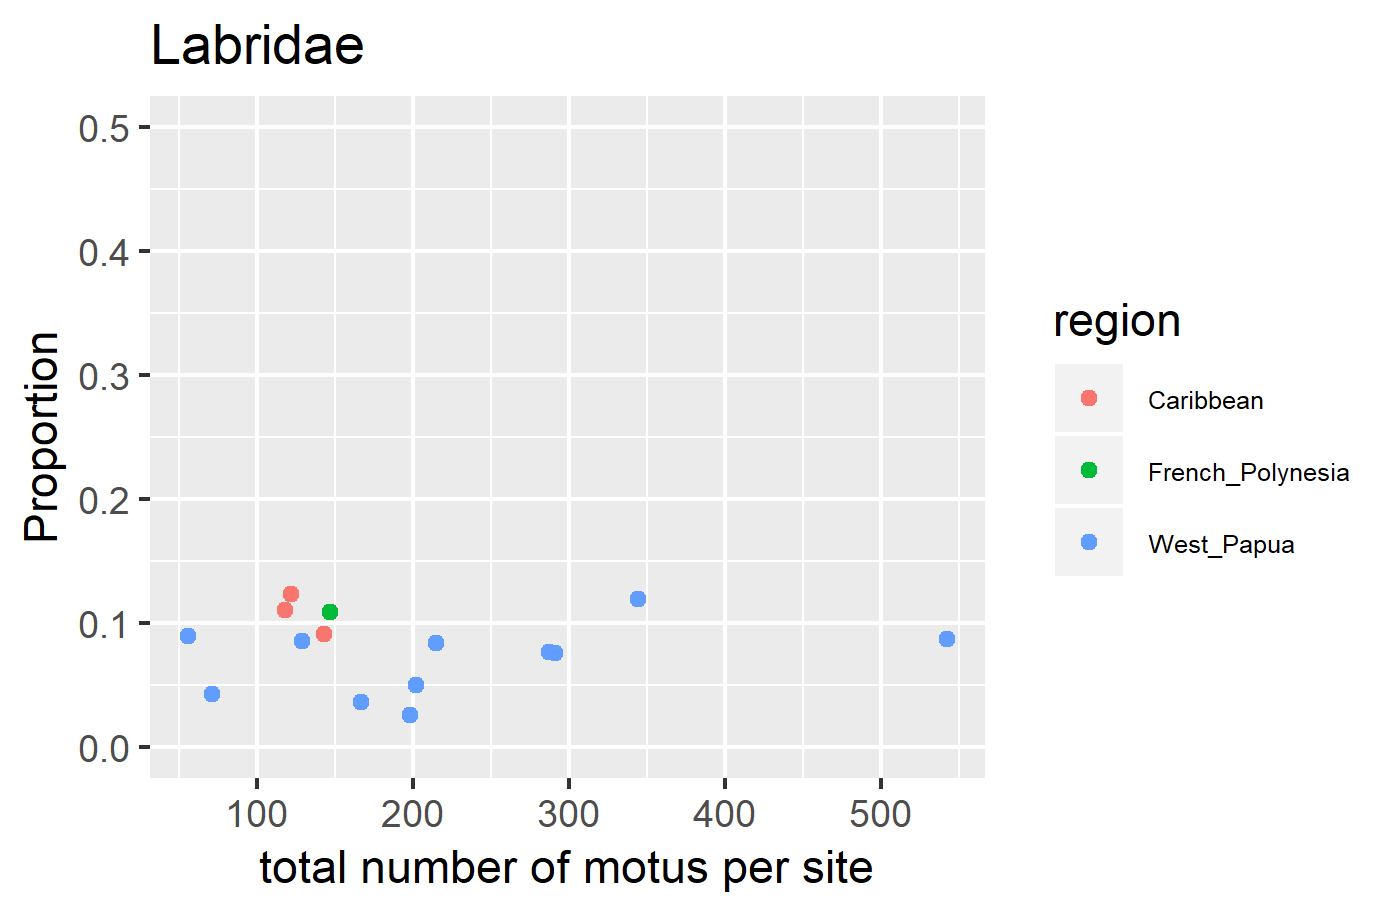 Labridae
0.5
0.4
0.3
0.2
0.1
0.0
Proportion
100 200 300 400 500
total number of motus per site
region
Caribbean
French_Polynesia
West_Papua